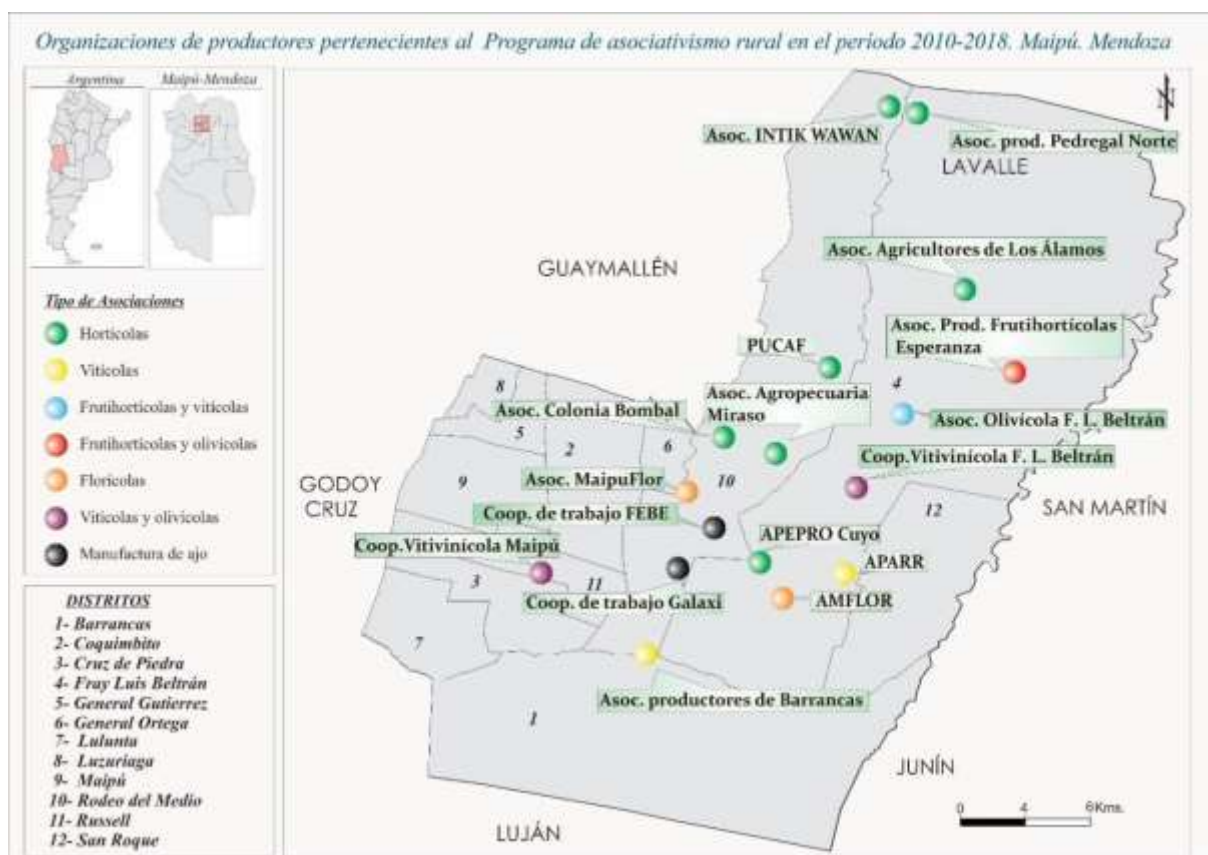 Organizaciones de productores pertenecientes al Programa de asociativismo rural en el periodo 2010-2018. Maipú. Mendoza
Argentina
Maipú-Mendoza
Tipo de Asociaciones
Hortícolas
Vitícolas
Frutihortícolas y vitícolas
Frutihortícolas y olivícolas
Florícolas
Vitícolas y olivícolas
Manufactura de ajo
DISTRITOS
1- Barrancas
2- Coquimbito
3- Cruz de Piedra
4- Fray Luis Beltrán
5- General Gutierrez
6- General Ortega
7- Lulunta
8- Luzuriaga
9- Maipú
10- Rodeo del Medio
11- Russell
12- San Roque
N
Asoc. INTIK WAWAN
Asoc. prod. Pedregal Norte
LAVALLE
Asoc. Agricultores de Los Álamos
GUAYMALLÉN
Asoc. Prod. Frutihortícolas
Esperanza
PUCAF
4
8
Asoc. Agropecuaria
Miraso
Asoc. Colonia Bombal
Asoc. Olivícola F. L. Beltrán
5
2
6
Coop.Vitivinícola F. L. Beltrán
9
Asoc. MaipuFlor
10
GODOY
CRUZ
12
SAN MARTÍN
Coop. de trabajo FEBE
APEPRO Cuyo
Coop.Vitivinícola Maipú
APARR
3
11
Coop. de trabajo Galaxi
AMFLOR
7
Asoc. productores de Barrancas
1
JUNÍN
LUJÁN
0 4 6 Kms.